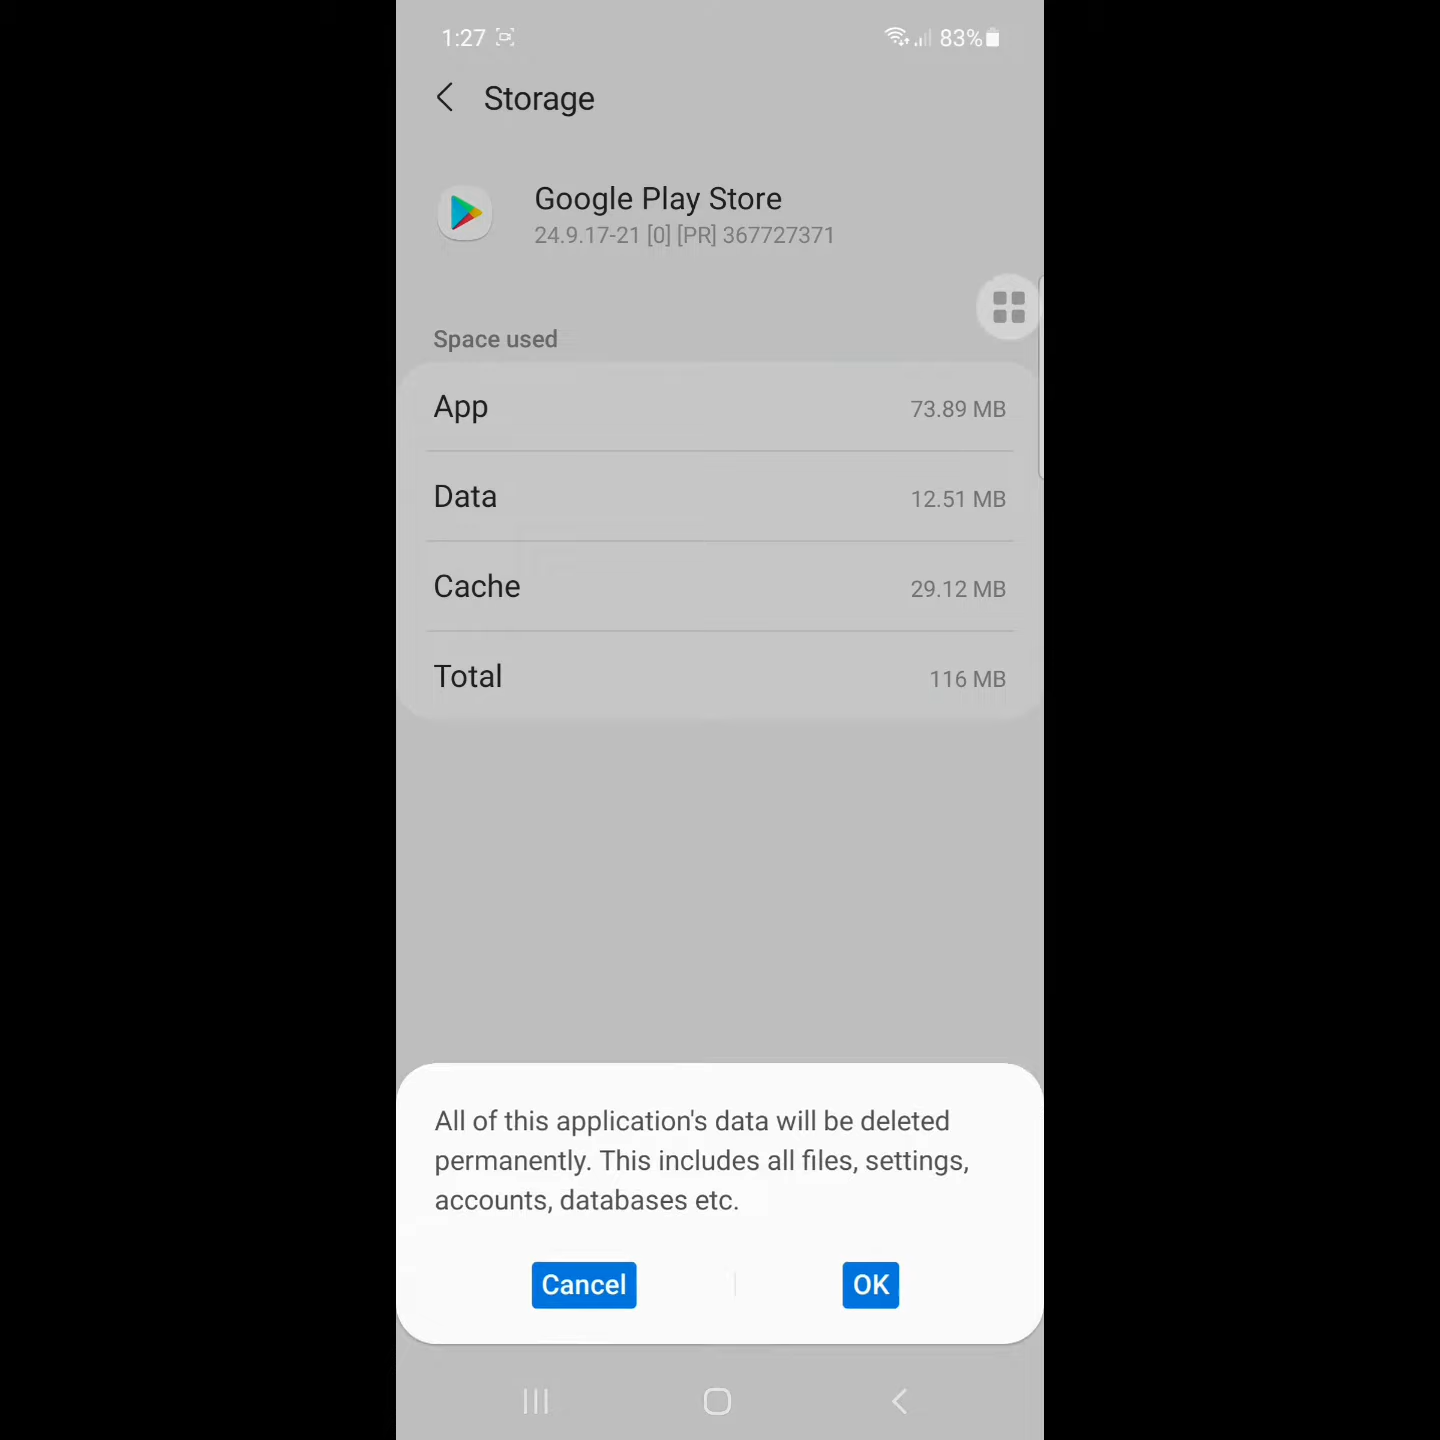 1:27
83%
Storage
Google Play Store
24.9.17-21 [0] [PR] 367727371
Space used
App 73.89 MB
Data 12.51 MB
Cache 29.12 MB
Total 116 MB
All of this application's data will be deleted
permanently. This includes all files, settings,
accounts, databases etc.
Cancel OK